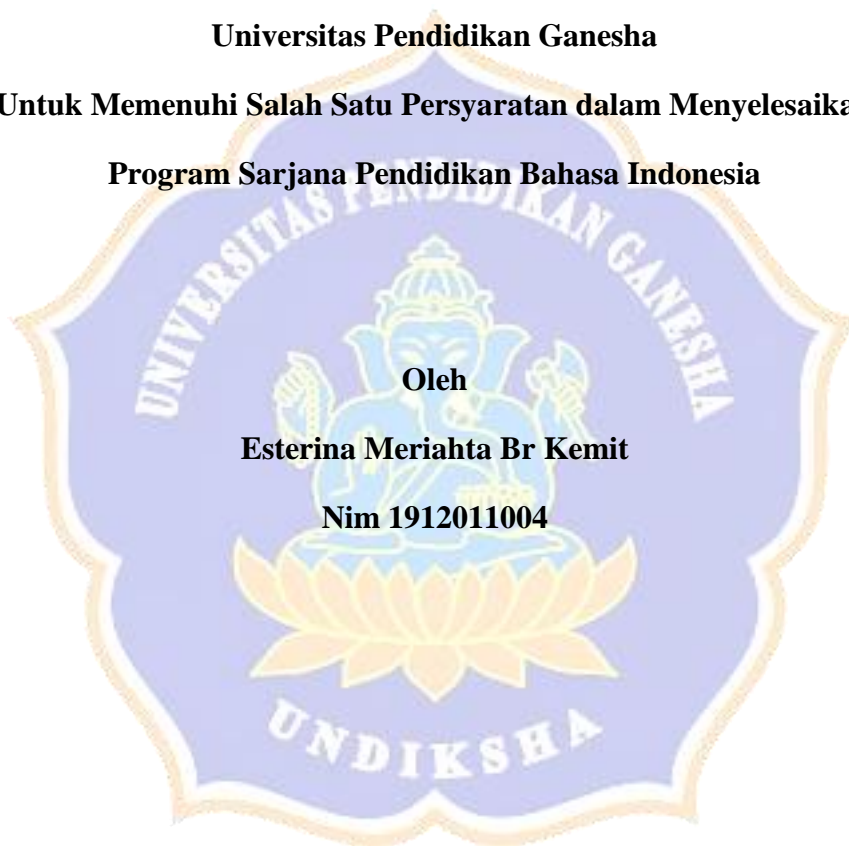 Universitas Pendidikan Ganesha
Untuk Memenuhi Salah Satu Persyaratan dalam Menyelesaika
Program Sarjana Pendidikan Bahasa Indonesia
UNIVERSITAS PENDIDIKAN GANESHA
Oleh
Esterina Meriahta Br Kemit
Nim 1912011004
UNDIKSHA